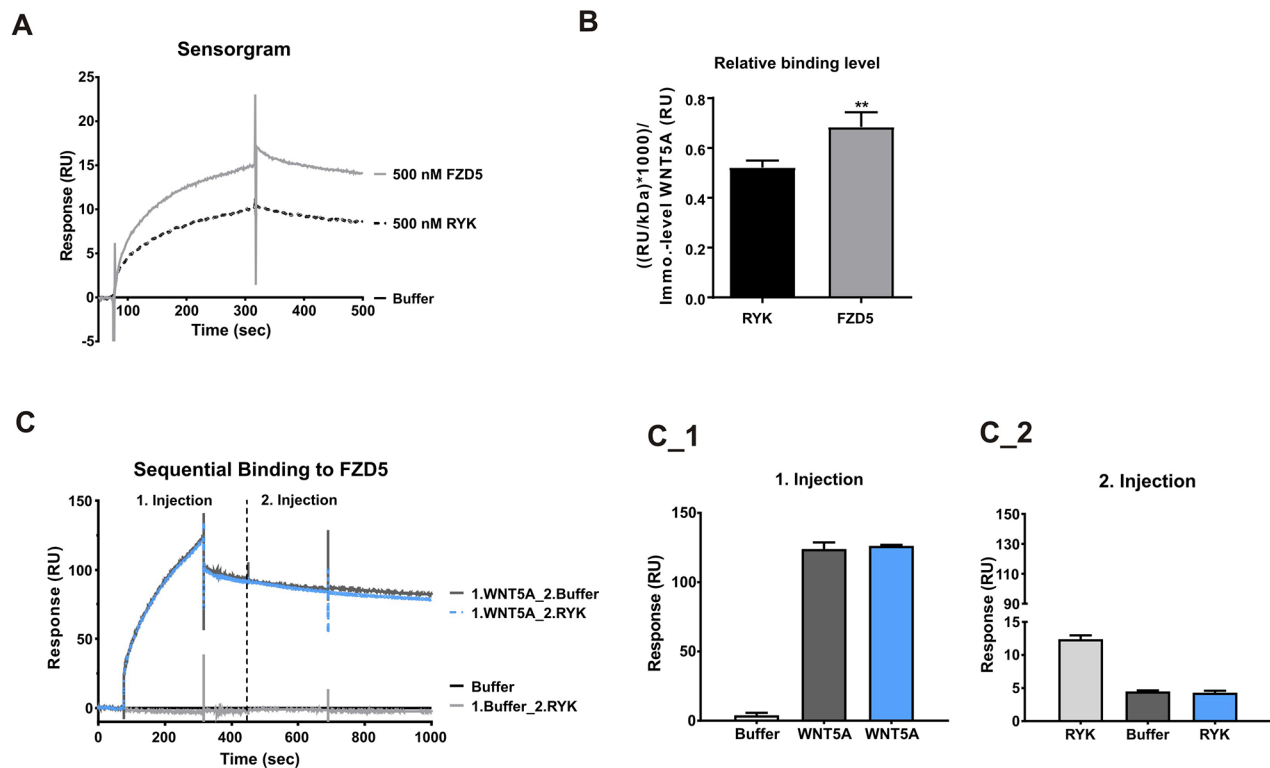 A
Sensorgram
25
20
15
10
5
0
-5
Response (RU)
100 200 300 400 500
Time (sec)
500 nM FZD5
500 nM RYK
Buffer
B
Relative binding level
((RU/kDa)*1000)/
Immo.-level WNT5A (RU)
0.8
0.6
0.4
0.2
0.0
**
RYK FZD5
C
Sequential Binding to FZD5
1. Injection 2. Injection
150
100
50
0
Response (RU)
0 200 400 600 800 1000
Time (sec)
1.WNT5A_2.Buffer
1.WNT5A_2.RYK
Buffer
1.Buffer_2.RYK
C_1
1. Injection
Response (RU)
150
100
50
0
Buffer WNT5A WNT5A
C_2
2. Injection
Response (RU)
150
130
110
90
15
10
5
0
RYK Buffer RYK